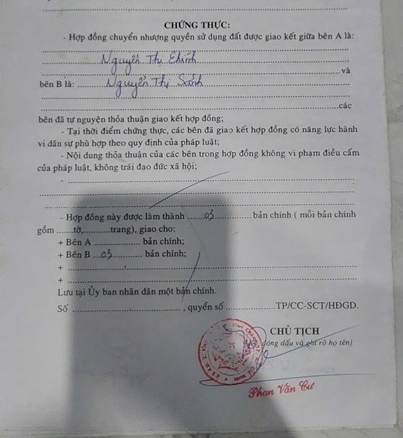 CHỨNG THỰC:
- Hợp đồng chuyển nhượng quyền sử dụng đất được giao kết giữa bên A là:
Nguyễn Thị Chính
và
bên B là: Nguyễn Thị Sảnh
các
bên đã tự nguyện thỏa thuận giao kết hợp đồng;
- Tại thời điểm chứng thực, các bên đã giao kết hợp đồng có năng lực hành
vi dân sự phù hợp theo quy định của pháp luật;
- Nội dung thỏa thuận của các bên trong hợp đồng không vi phạm điều cấm
của pháp luật, không trái đạo đức xã hội;
-
- Hợp đồng này được làm thành 03 bản chính ( mỗi bản chính
gồm ......tờ, ..........trang), giao cho:
+ Bên A .................. bản chính;
+ Bên B 03 .......... bản chính;
+
+
Lưu tại Ủy ban nhân dân một bản chính.
Số ........................., quyển số ..............TP/CC-SCT/HĐGD.
CHỦ TỊCH
đóng dấu và ghi rõ họ tên)
Phan Văn Cư